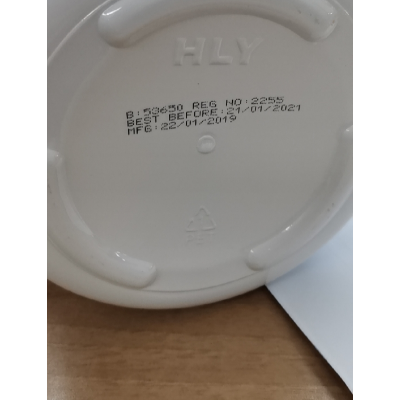 HLY
B:53650 REG NO:2255
BEST BEFORE:21/01/2021
MFG:22/01/2019